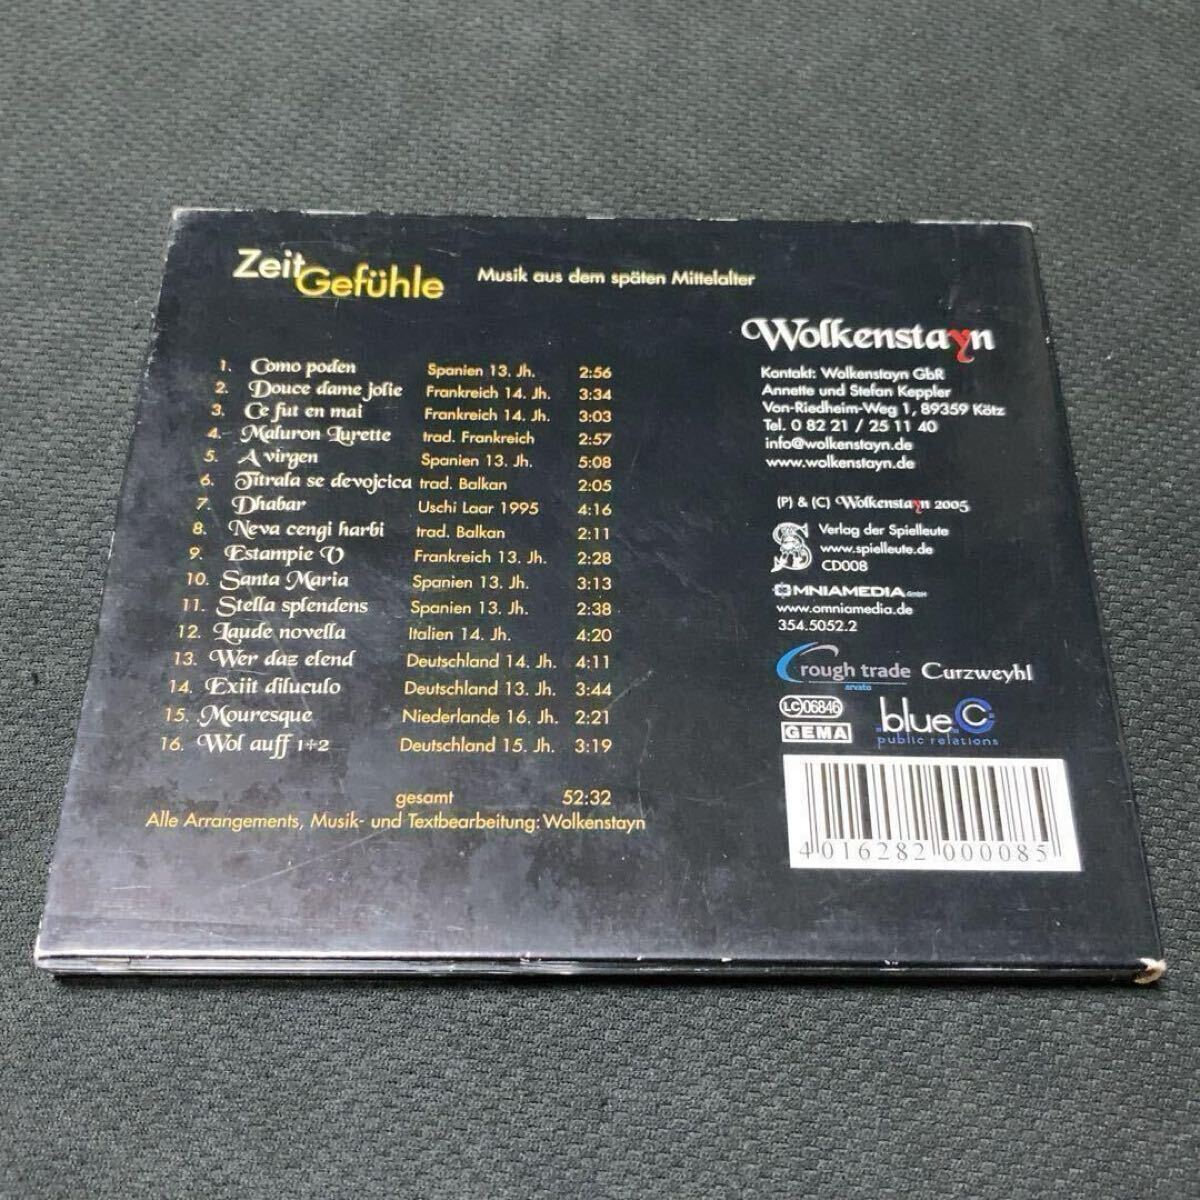 Zeit
Gefühle
Musik aus dem späten Mittelalter
1. Como poden Spanien 13. Jh. 2:56
2. Douce dame jolie Frankreich 14. Jh. 3:34
3. Ce fut en mai Frankreich 14. Jh. 3:03
4. Maluron Lurette trad. Frankreich 2:57
5. A virgen Spanien 13. Jh. 5:08
6. Titrala se devojcica trad. Balkan 2:05
7. Dhabar Uschi Laar 1995 4:16
8. Neva cengi harbi trad. Balkan 2:11
9. Estampie V Frankreich 13. Jh. 2:28
10. Santa Maria Spanien 13. Jh. 3:13
11. Stella splendens Spanien 13. Jh. 2:38
12. Laude novella Italien 14. Jh. 4:20
13. Wer daz elend Deutschland 14. Jh. 4:11
14. Exiit diluculo Deutschland 13. Jh. 3:44
15. Mouresque Niederlande 16. Jh. 2:21
16. Wol auff 1+2 Deutschland 15. Jh. 3:19
gesamt 52:32
Alle Arrangements, Musik- und Textbearbeitung: Wolkenstayn
Wolkenstayn
Kontakt: Wolkenstayn GbR
Annette und Stefan Keppler
Von-Riedheim-Weg 1, 89359 Kötz
Tel. 0 82 21 / 25 11 40
info@wolkenstayn.de
www.wolkenstayn.de
(P) & (C) Wolkenstayn 2005
Verlag der Spielleute
www.spielleute.de
CD008
OMNIAMEDIA GmbH
www.omniamedia.de
354.5052.2
rough trade
arvato
Curzweyhl
LC 06846
GEMA
blue C
public relations
4 016282 000085